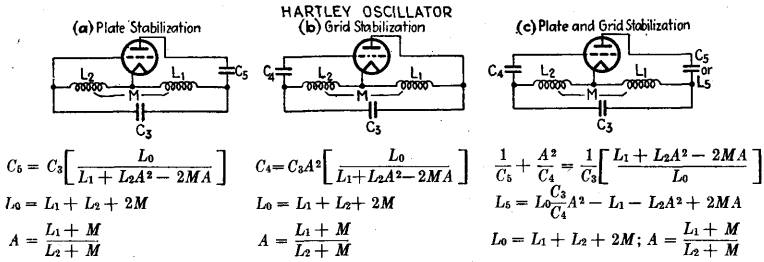 HARTLEY OSCILLATOR
(a) Plate Stabilization
(b) Grid Stabilization
(c) Plate and Grid Stabilization
L2 L1 C5
M
C3
C4 L2 L1
M
C3
C4 L2 L1 C5 or L5
M
C3
C5 = C3[L0 / (L1 + L2A² − 2MA)]
L0 = L1 + L2 + 2M
A = (L1 + M) / (L2 + M)
C4 = C3A²[L0 / (L1 + L2A² − 2MA)]
L0 = L1 + L2 + 2M
A = (L1 + M) / (L2 + M)
1/C5 + A²/C4 = 1/C3[(L1 + L2A² − 2MA) / L0]
L5 = L0 C3/C4 A² − L1 − L2A² + 2MA
L0 = L1 + L2 + 2M; A = (L1 + M) / (L2 + M)